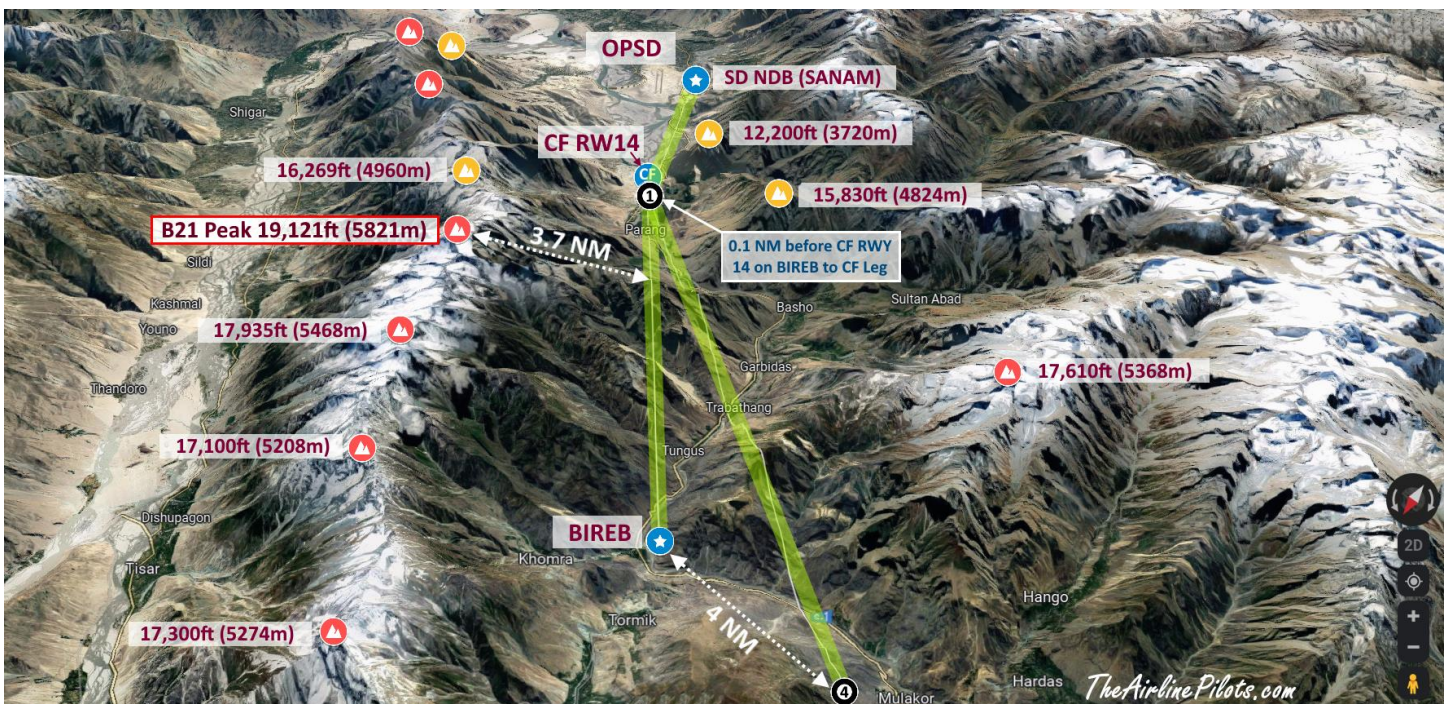 OPSD
SD NDB (SANAM)
Shigar
12,200ft (3720m)
CF RW14
16,269ft (4960m)
CF
1
15,830ft (4824m)
B21 Peak 19,121ft (5821m)
Parang
3.7 NM
0.1 NM before CF RWY
14 on BIREB to CF Leg
Sildi
Kashmal
Basho
Sultan Abad
Youno
17,935ft (5468m)
Garbidas
17,610ft (5368m)
Thandoro
Trapathang
17,100ft (5208m)
Tungus
Dishupagon
BIREB
2D
Khomra
Tisar
4 NM
Hango
Tormik
S-1
17,300ft (5274m)
Hardas
4
Mulakor
TheAirlinePilots.com